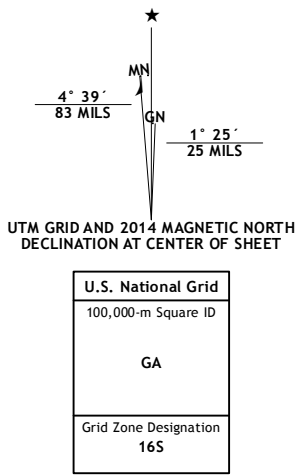 ★
MN
GN
4° 39´
83 MILS
1° 25´
25 MILS
UTM GRID AND 2014 MAGNETIC NORTH
DECLINATION AT CENTER OF SHEET
U.S. National Grid
100,000-m Square ID
GA
Grid Zone Designation
16S